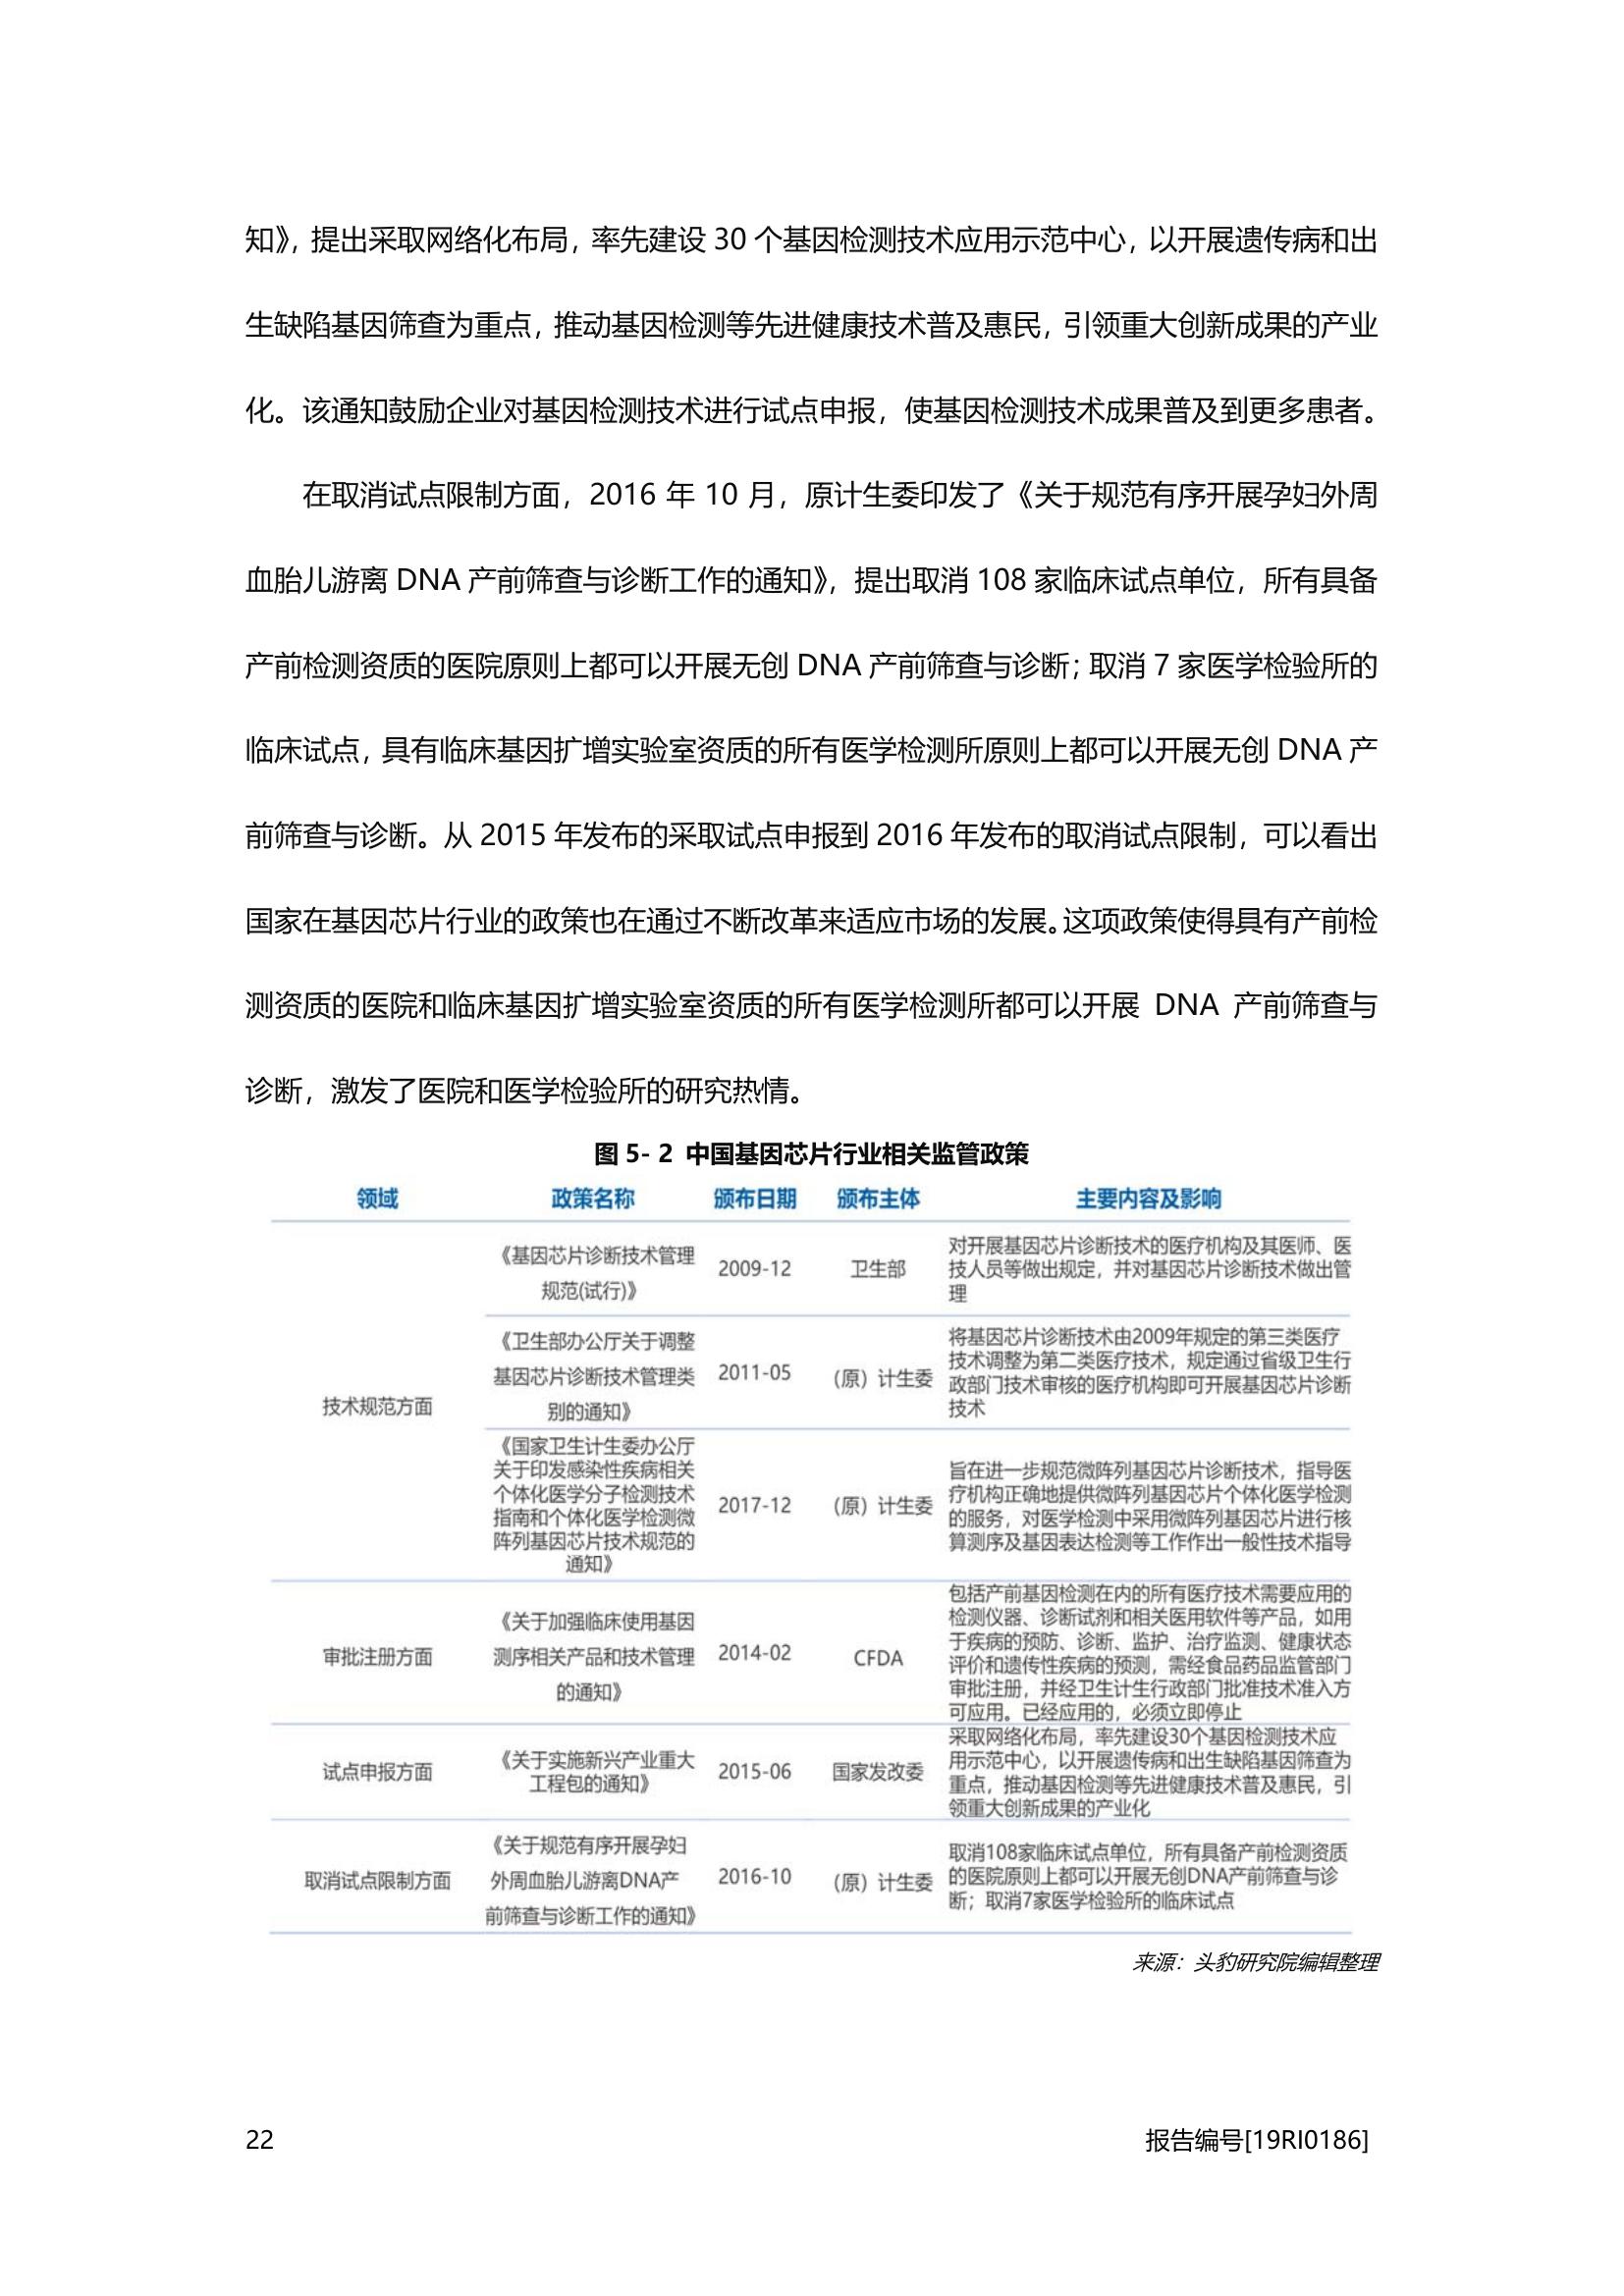 知》，提出采取网络化布局，率先建设 30 个基因检测技术应用示范中心，以开展遗传病和出
生缺陷基因筛查为重点，推动基因检测等先进健康技术普及惠民，引领重大创新成果的产业
化。该通知鼓励企业对基因检测技术进行试点申报，使基因检测技术成果普及到更多患者。
在取消试点限制方面，2016 年 10 月，原计生委印发了《关于规范有序开展孕妇外周
血胎儿游离 DNA 产前筛查与诊断工作的通知》，提出取消 108 家临床试点单位，所有具备
产前检测资质的医院原则上都可以开展无创 DNA 产前筛查与诊断；取消 7 家医学检验所的
临床试点，具有临床基因扩增实验室资质的所有医学检测所原则上都可以开展无创 DNA 产
前筛查与诊断。从 2015 年发布的采取试点申报到 2016 年发布的取消试点限制，可以看出
国家在基因芯片行业的政策也在通过不断改革来适应市场的发展。这项政策使得具有产前检
测资质的医院和临床基因扩增实验室资质的所有医学检测所都可以开展 DNA 产前筛查与
诊断，激发了医院和医学检验所的研究热情。
图 5- 2 中国基因芯片行业相关监管政策
领域 政策名称 颁布日期 颁布主体 主要内容及影响
技术规范方面
《基因芯片诊断技术管理
规范(试行)》
2009-12
卫生部
对开展基因芯片诊断技术的医疗机构及其医师、医
技人员等做出规定，并对基因芯片诊断技术做出管
理
《卫生部办公厅关于调整
基因芯片诊断技术管理类
别的通知》
2011-05
（原）计生委
将基因芯片诊断技术由2009年规定的第三类医疗
技术调整为第二类医疗技术，规定通过省级卫生行
政部门技术审核的医疗机构即可开展基因芯片诊断
技术
《国家卫生计生委办公厅
关于印发感染性疾病相关
个体化医学分子检测技术
指南和个体化医学检测微
阵列基因芯片技术规范的
通知》
2017-12
（原）计生委
旨在进一步规范微阵列基因芯片诊断技术，指导医
疗机构正确地提供微阵列基因芯片个体化医学检测
的服务，对医学检测中采用微阵列基因芯片进行核
算测序及基因表达检测等工作作出一般性技术指导
审批注册方面
《关于加强临床使用基因
测序相关产品和技术管理
的通知》
2014-02
CFDA
包括产前基因检测在内的所有医疗技术需要应用的
检测仪器、诊断试剂和相关医用软件等产品，如用
于疾病的预防、诊断、监护、治疗监测、健康状态
评价和遗传性疾病的预测，需经食品药品监管部门
审批注册，并经卫生计生行政部门批准技术准入方
可应用。已经应用的，必须立即停止
试点申报方面
《关于实施新兴产业重大
工程包的通知》
2015-06
国家发改委
采取网络化布局，率先建设30个基因检测技术应
用示范中心，以开展遗传病和出生缺陷基因筛查为
重点，推动基因检测等先进健康技术普及惠民，引
领重大创新成果的产业化
取消试点限制方面
《关于规范有序开展孕妇
外周血胎儿游离DNA产
前筛查与诊断工作的通知》
2016-10
（原）计生委
取消108家临床试点单位，所有具备产前检测资质
的医院原则上都可以开展无创DNA产前筛查与诊
断；取消7家医学检验所的临床试点
来源：头豹研究院编辑整理
22
报告编号[19RI0186]